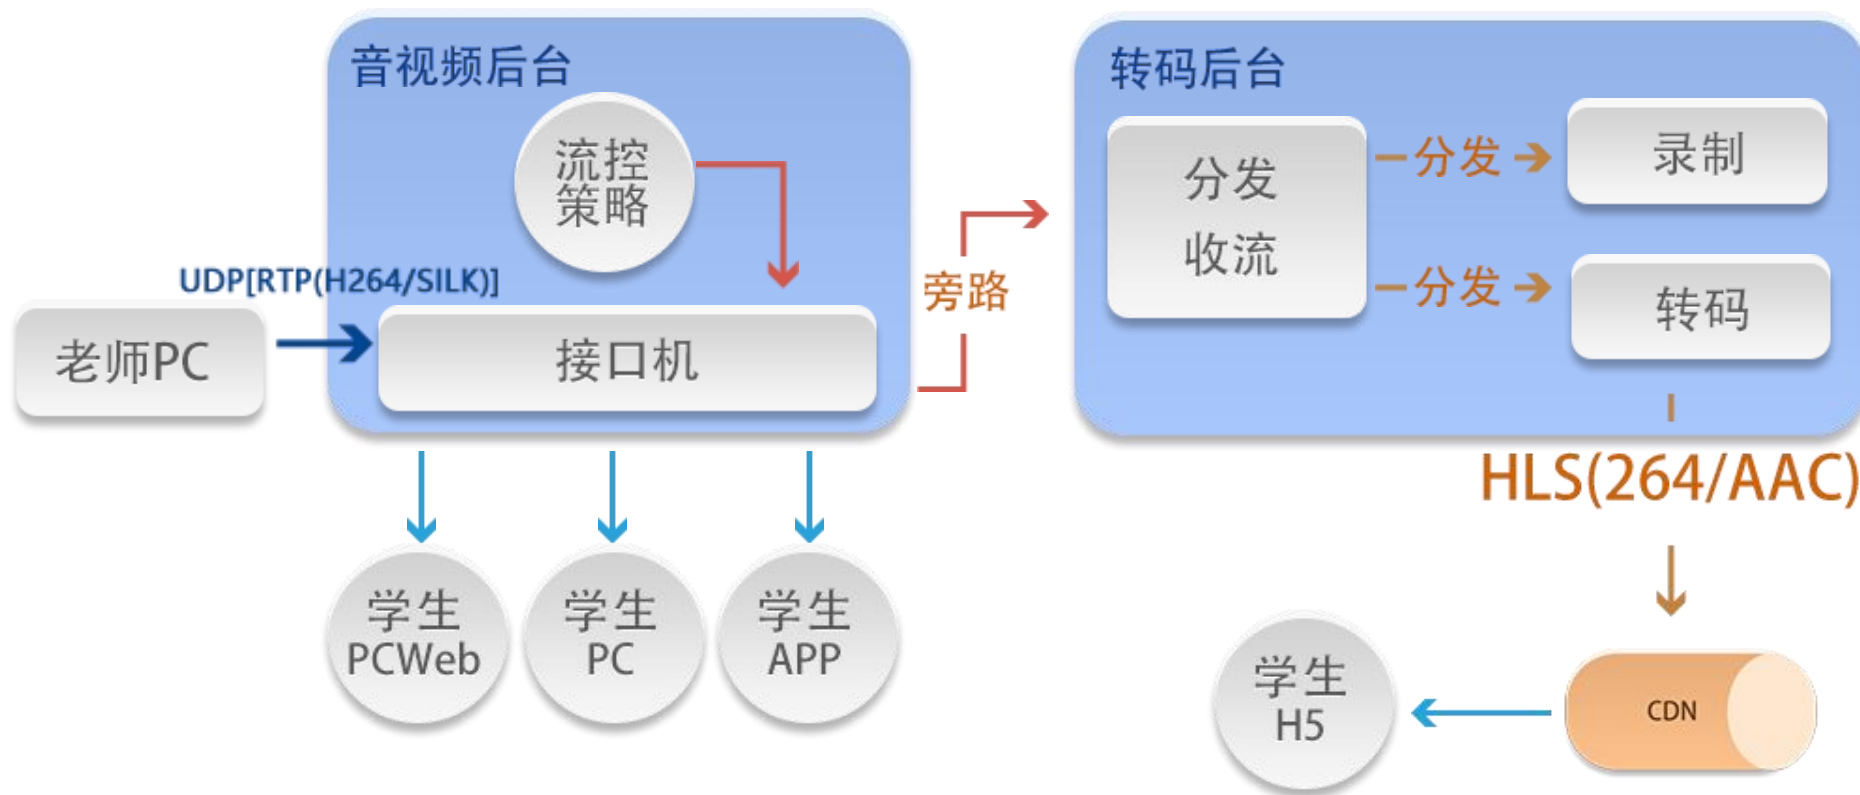 音视频后台
流控
策略
UDP[RTP(H264/SILK)]
老师PC
接口机
旁路
学生
PCWeb
学生
PC
学生
APP
转码后台
分发
收流
分发
录制
分发
转码
HLS(264/AAC)
CDN
学生
H5